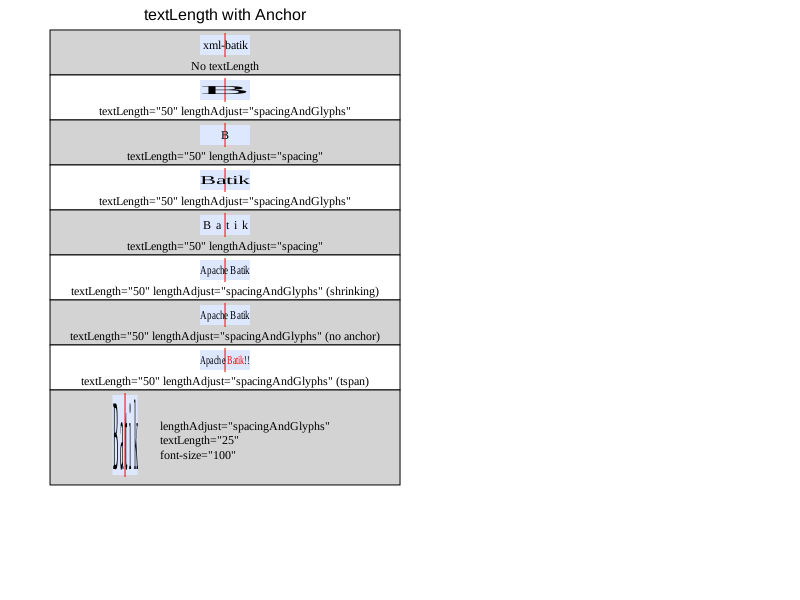 textLength with Anchor
xml-batik
No textLength
B
textLength="50" lengthAdjust="spacingAndGlyphs"
B
textLength="50" lengthAdjust="spacing"
Batik
textLength="50" lengthAdjust="spacingAndGlyphs"
B a t i k
textLength="50" lengthAdjust="spacing"
Apache Batik
textLength="50" lengthAdjust="spacingAndGlyphs" (shrinking)
Apache Batik
textLength="50" lengthAdjust="spacingAndGlyphs" (no anchor)
Apache Batik!!
textLength="50" lengthAdjust="spacingAndGlyphs" (tspan)
Batik
lengthAdjust="spacingAndGlyphs"
textLength="25"
font-size="100"